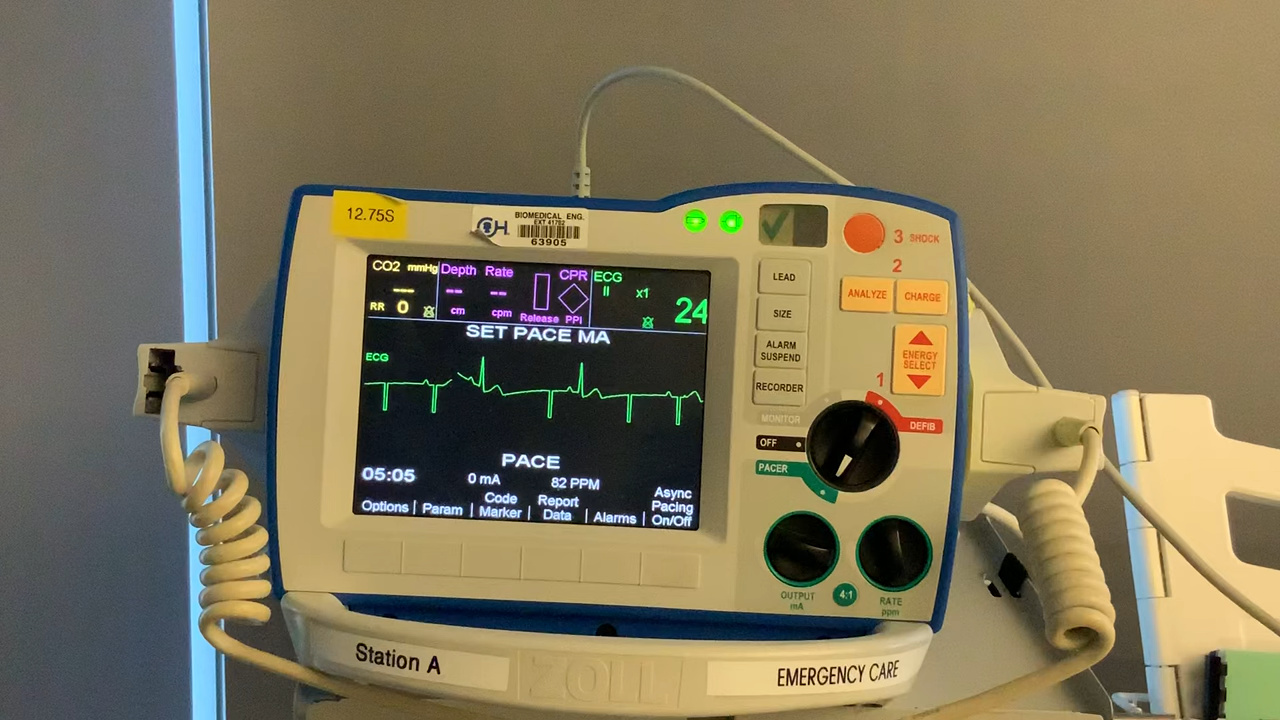 12.75S
BIOMEDICAL ENG.
EXT 41792
63905
CO2 mmHg
---
RR 0
Depth Rate
-- --
cm cpm
CPR
Release PPI
ECG
II x1
24
SET PACE MA
ECG
PACE
05:05
0 mA 82 PPM
Options
Param
Code
Marker
Report
Data
Alarms
Async
Pacing
On/Off
LEAD
SIZE
ALARM
SUSPEND
RECORDER
3 SHOCK
2
ANALYZE
CHARGE
ENERGY
SELECT
1
MONITOR
DEFIB
OFF
PACER
OUTPUT
mA
4:1
RATE
ppm
Station A
ZOLL
EMERGENCY CARE